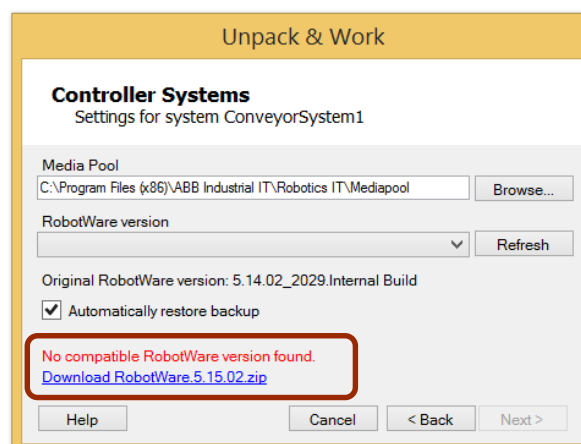 Unpack & Work
Controller Systems
Settings for system ConveyorSystem1
Media Pool
C:\Program Files (x86)\ABB Industrial IT\Robotics IT\Mediapool
Browse...
RobotWare version
Refresh
Original RobotWare version: 5.14.02_2029.Internal Build
Automatically restore backup
No compatible RobotWare version found.
Download RobotWare.5.15.02.zip
Help
Cancel
< Back
Next >